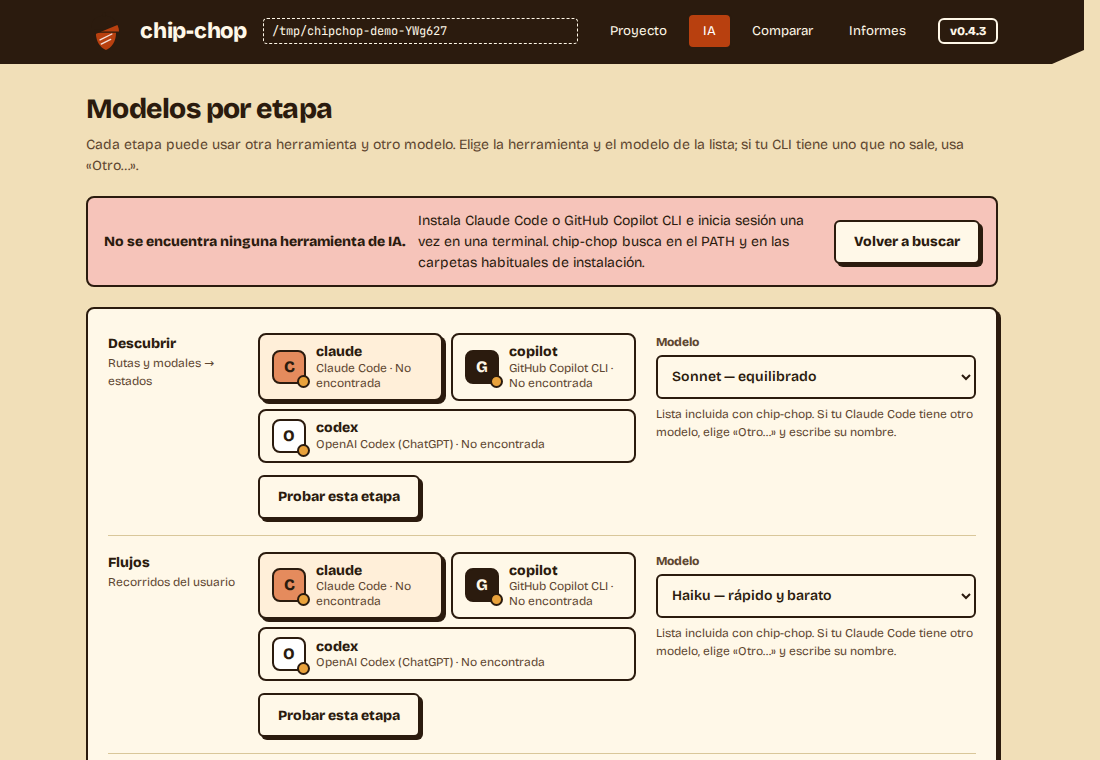 chip-chop
/tmp/chipchop-demo-YWg627
Proyecto
IA
Comparar
Informes
v0.4.3
Modelos por etapa
Cada etapa puede usar otra herramienta y otro modelo. Elige la herramienta y el modelo de la lista; si tu CLI tiene uno que no sale, usa
«Otro…».
No se encuentra ninguna herramienta de IA.
Instala Claude Code o GitHub Copilot CLI e inicia sesión una
vez en una terminal. chip-chop busca en el PATH y en las
carpetas habituales de instalación.
Volver a buscar
Descubrir
Rutas y modales →
estados
C
claude
Claude Code · No
encontrada
G
copilot
GitHub Copilot CLI ·
No encontrada
O
codex
OpenAI Codex (ChatGPT) · No encontrada
Probar esta etapa
Modelo
Sonnet — equilibrado
Lista incluida con chip-chop. Si tu Claude Code tiene otro
modelo, elige «Otro…» y escribe su nombre.
Flujos
Recorridos del usuario
C
claude
Claude Code · No
encontrada
G
copilot
GitHub Copilot CLI ·
No encontrada
O
codex
OpenAI Codex (ChatGPT) · No encontrada
Probar esta etapa
Modelo
Haiku — rápido y barato
Lista incluida con chip-chop. Si tu Claude Code tiene otro
modelo, elige «Otro…» y escribe su nombre.